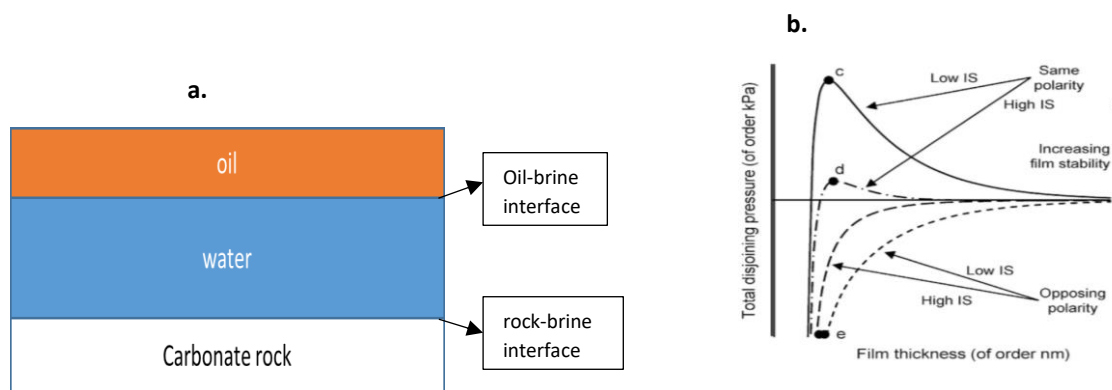 a.
oil
water
Carbonate rock
Oil-brine
interface
rock-brine
interface
b.
Total disjoining pressure (of order kPa)
c
Low IS
Same
polarity
High IS
Increasing
film stability
d
Low IS
High IS
Opposing
polarity
e
Film thickness (of order nm)